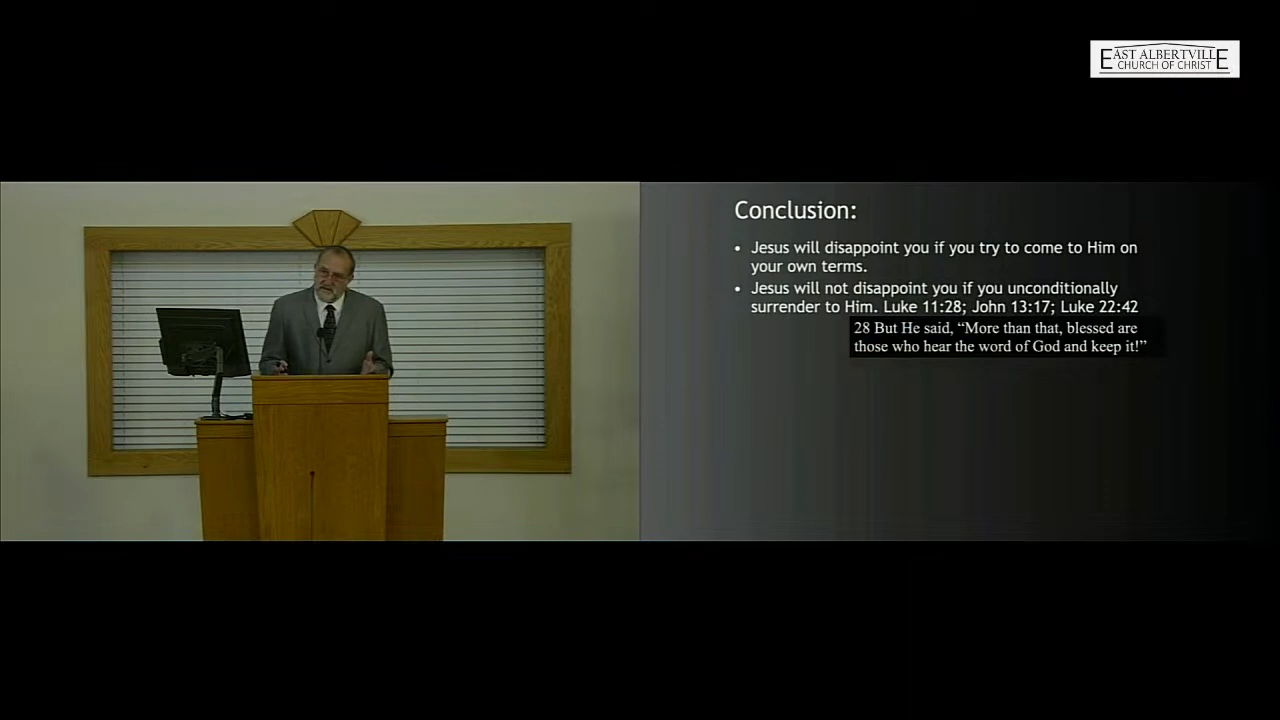 EAST ALBERTVILLE
CHURCH OF CHRIST
Conclusion:
• Jesus will disappoint you if you try to come to Him on
your own terms.
• Jesus will not disappoint you if you unconditionally
surrender to Him. Luke 11:28; John 13:17; Luke 22:42
28 But He said, “More than that, blessed are
those who hear the word of God and keep it!”